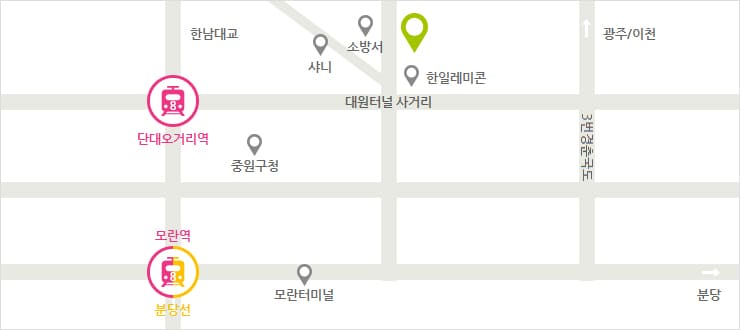 한남대교
소방서
광주/이천
샤니
한일레미콘
8
대원터널 사거리
단대오거리역
3번경충국도
중원구청
모란역
8
분당선
모란터미널
분당